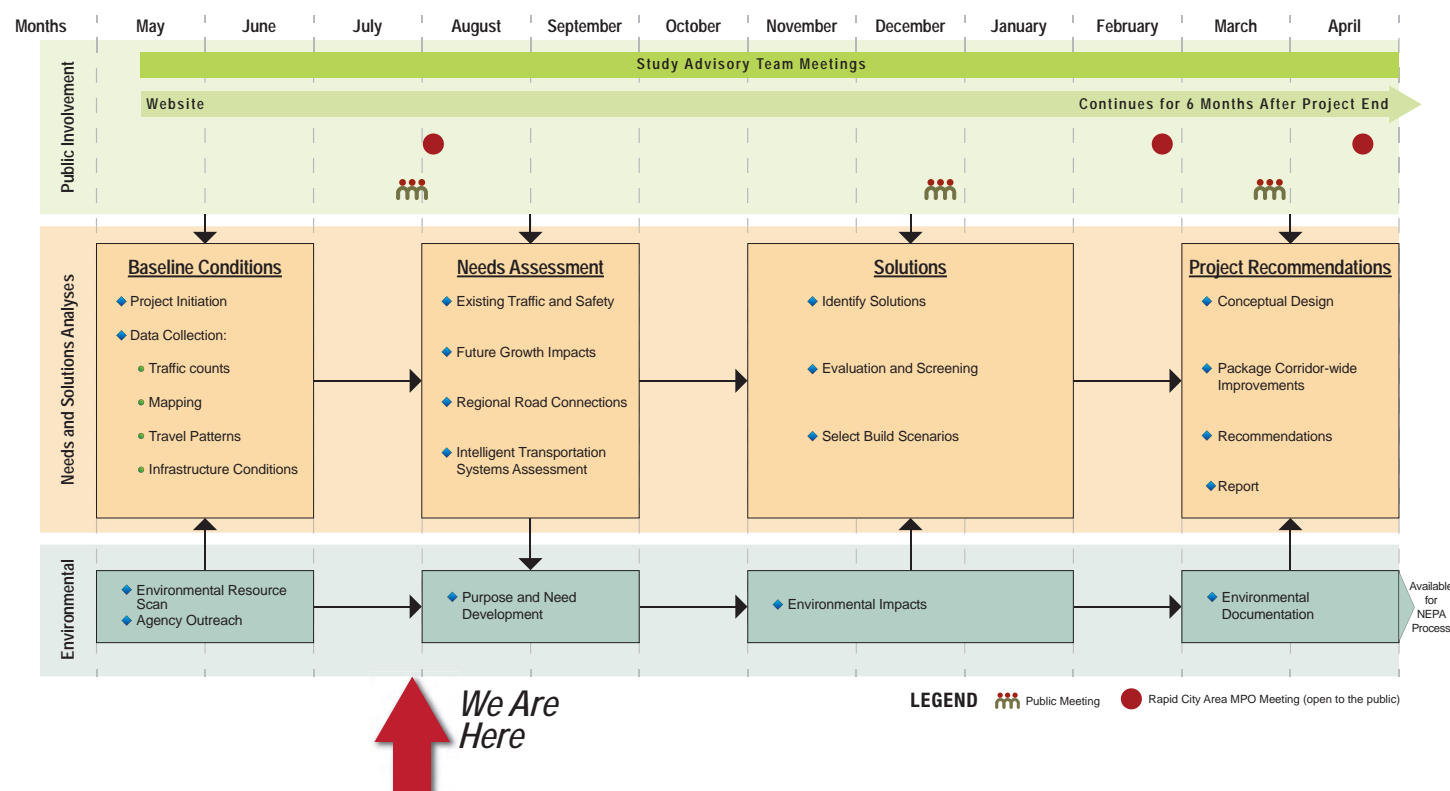 Months May June July August September October November December January February March April
Public Involvement
Study Advisory Team Meetings
Website
Continues for 6 Months After Project End
Needs and Solutions Analyses
Baseline Conditions
Project Initiation
Data Collection:
Traffic counts
Mapping
Travel Patterns
Infrastructure Conditions
Needs Assessment
Existing Traffic and Safety
Future Growth Impacts
Regional Road Connections
Intelligent Transportation
Systems Assessment
Solutions
Identify Solutions
Evaluation and Screening
Select Build Scenarios
Project Recommendations
Conceptual Design
Package Corridor-wide
Improvements
Recommendations
Report
Environmental
Environmental Resource
Scan
Agency Outreach
Purpose and Need
Development
Environmental Impacts
Environmental
Documentation
Available
for
NEPA
Process
We Are
Here
LEGEND Public Meeting Rapid City Area MPO Meeting (open to the public)